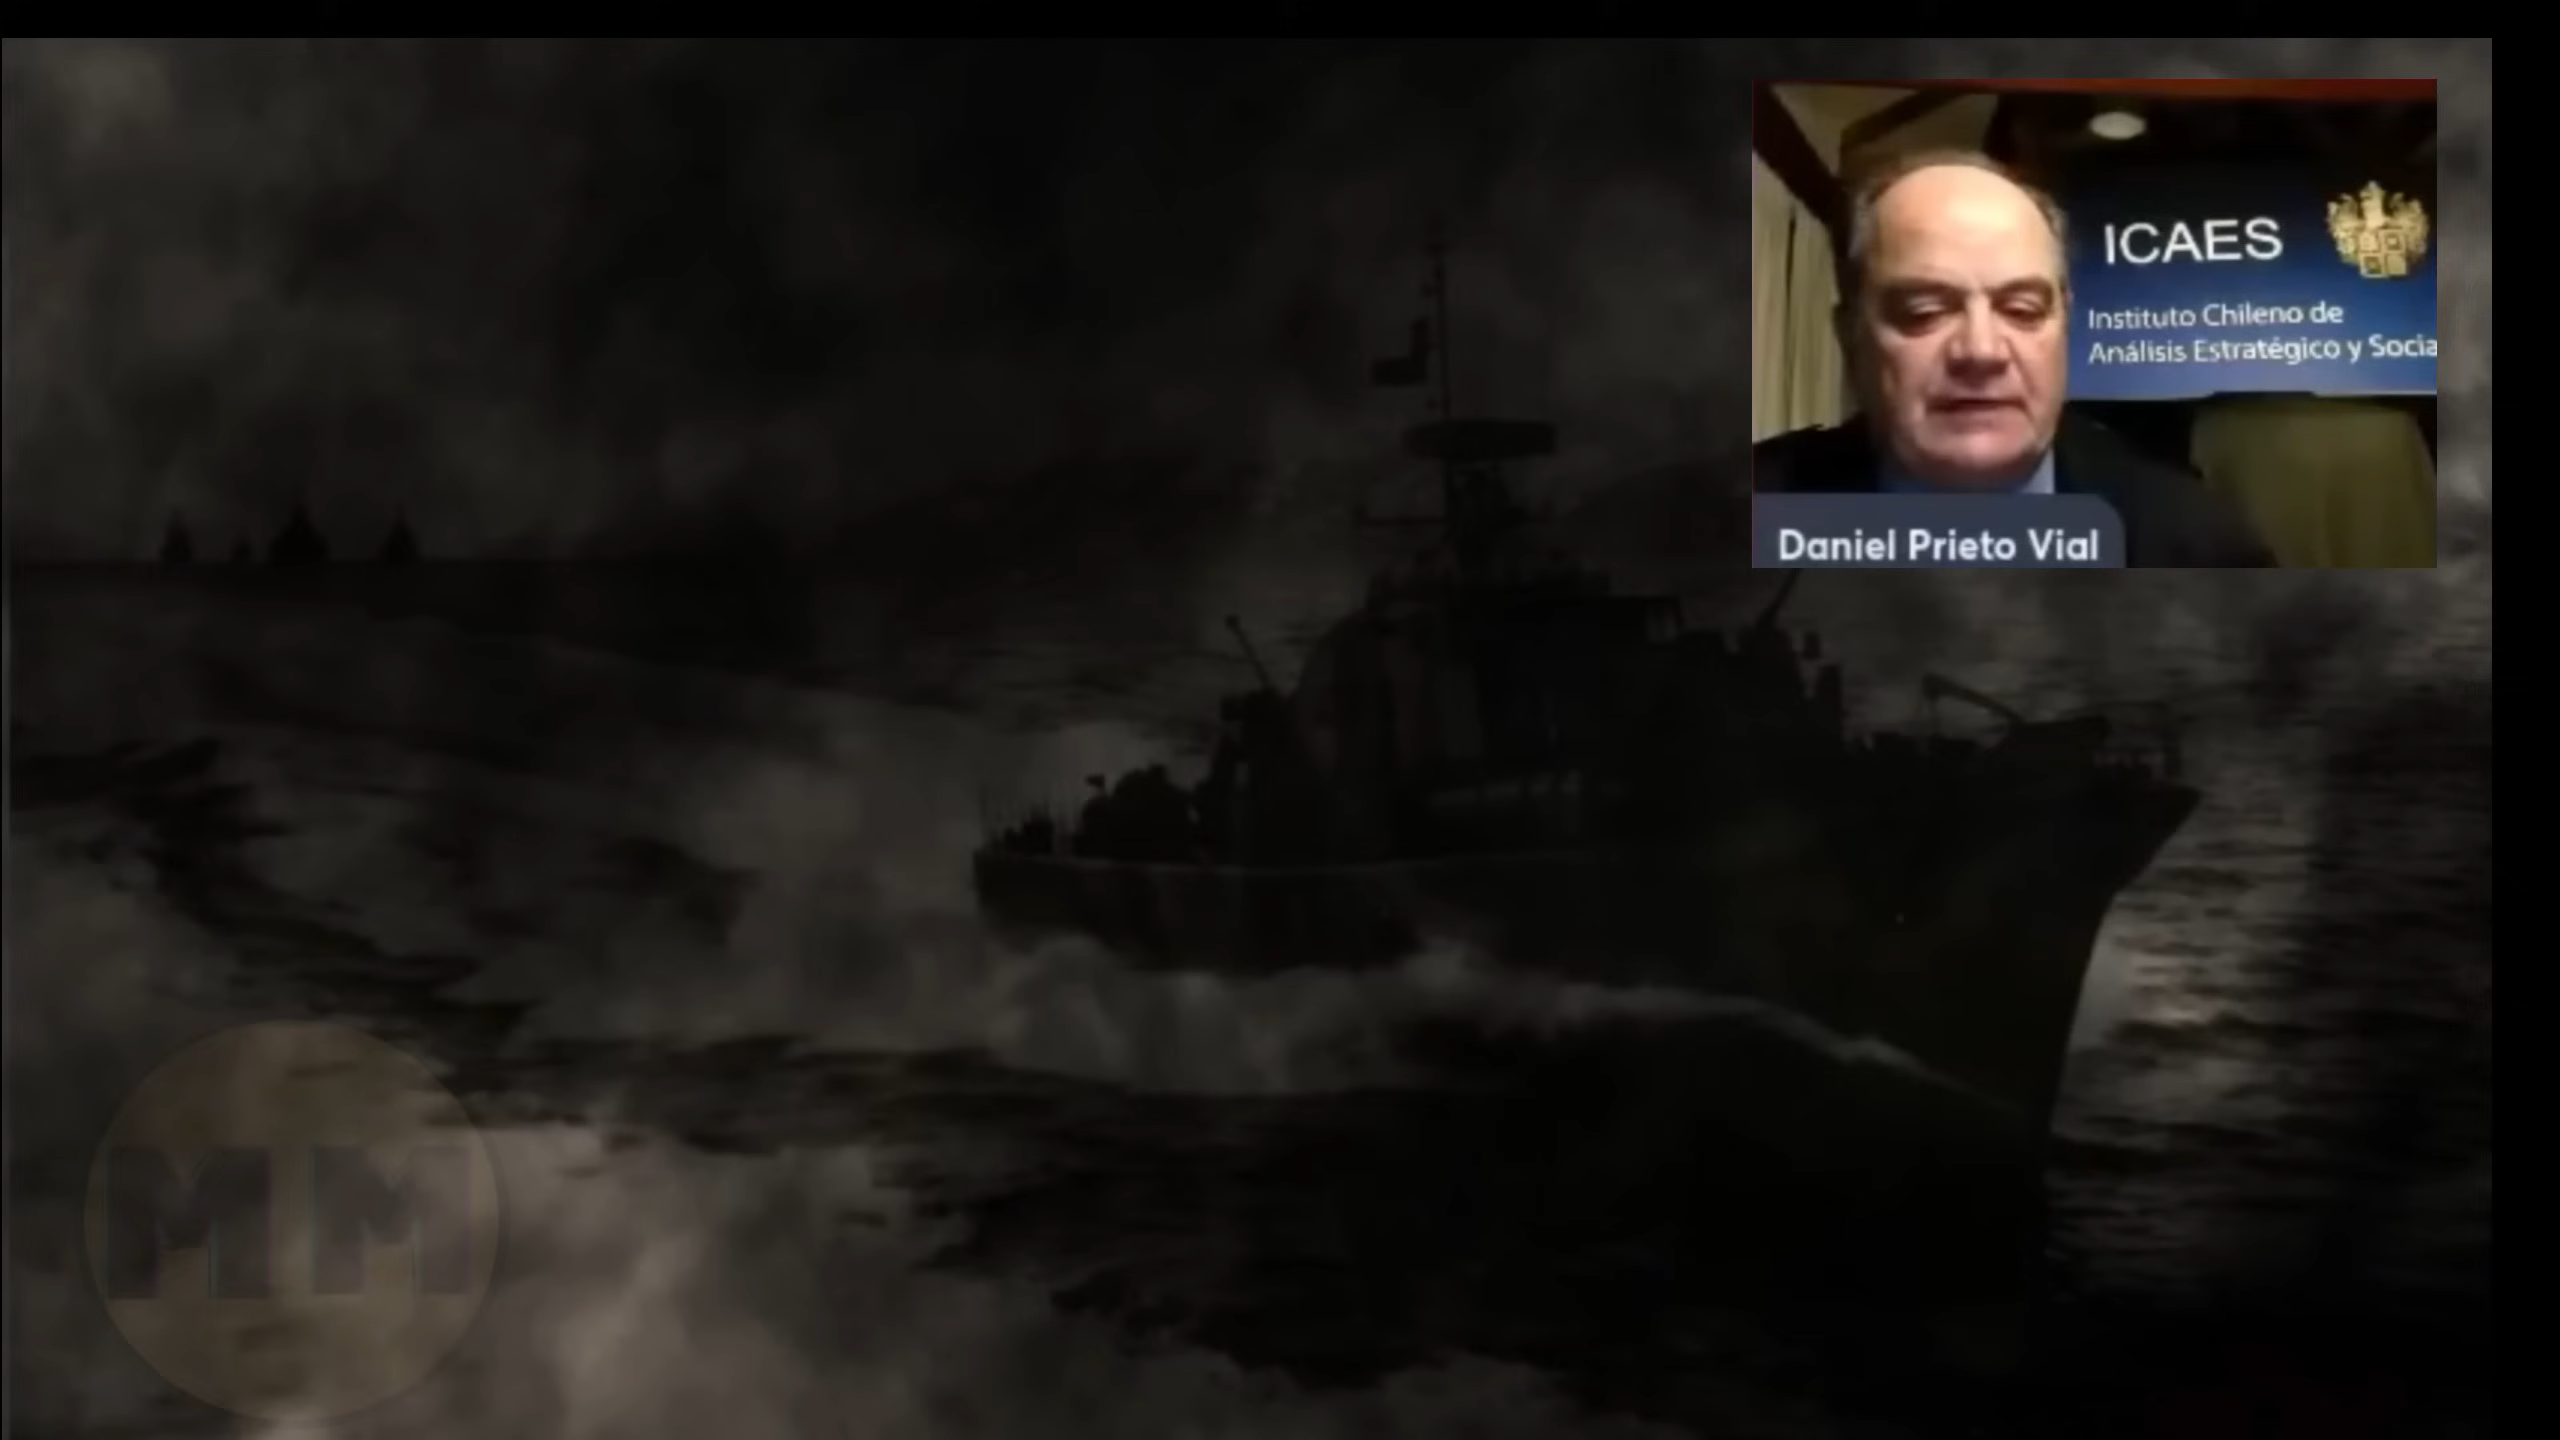 ICAES
Instituto Chileno de
Análisis Estratégico y Socia
Daniel Prieto Vial
MM